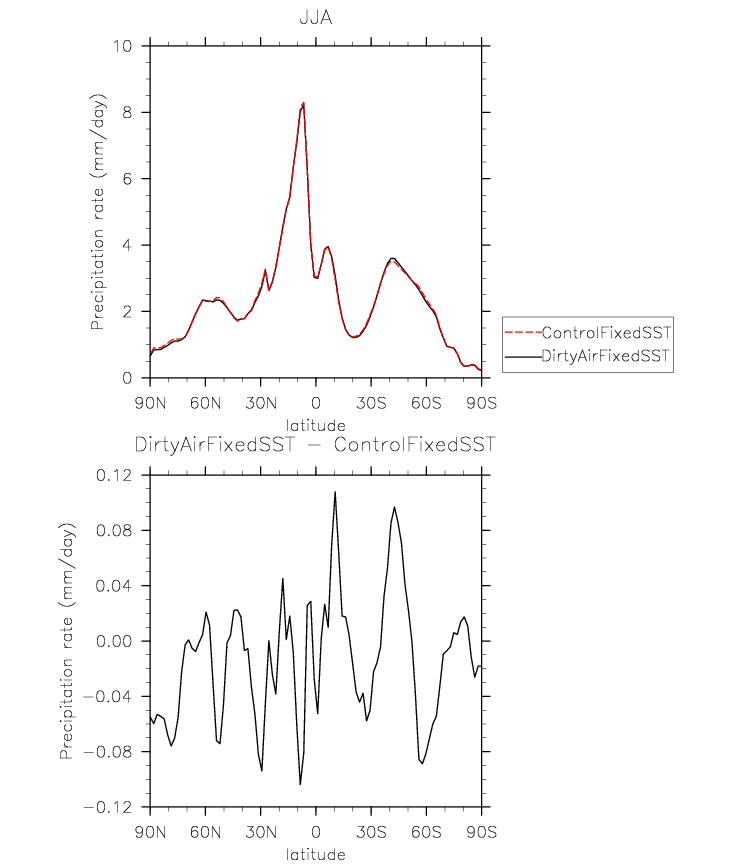 JJA
10
8
6
4
2
0
Precipitation rate (mm/day)
90N 60N 30N 0 30S 60S 90S
latitude
ControlFixedSST
DirtyAirFixedSST
DirtyAirFixedSST − ControlFixedSST
0.12
0.08
0.04
0.00
−0.04
−0.08
−0.12
Precipitation rate (mm/day)
90N 60N 30N 0 30S 60S 90S
latitude